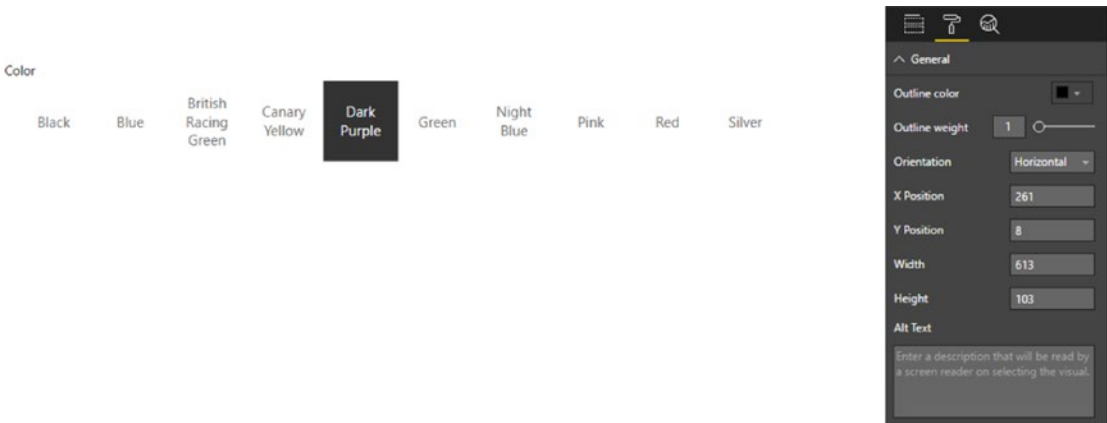 Color
Black
Blue
British
Racing
Green
Canary
Yellow
Dark
Purple
Green
Night
Blue
Pink
Red
Silver
General
Outline color
Outline weight 1
Orientation Horizontal
X Position 261
Y Position 8
Width 613
Height 103
Alt Text
Enter a description that will be read by
a screen reader on selecting the visual.